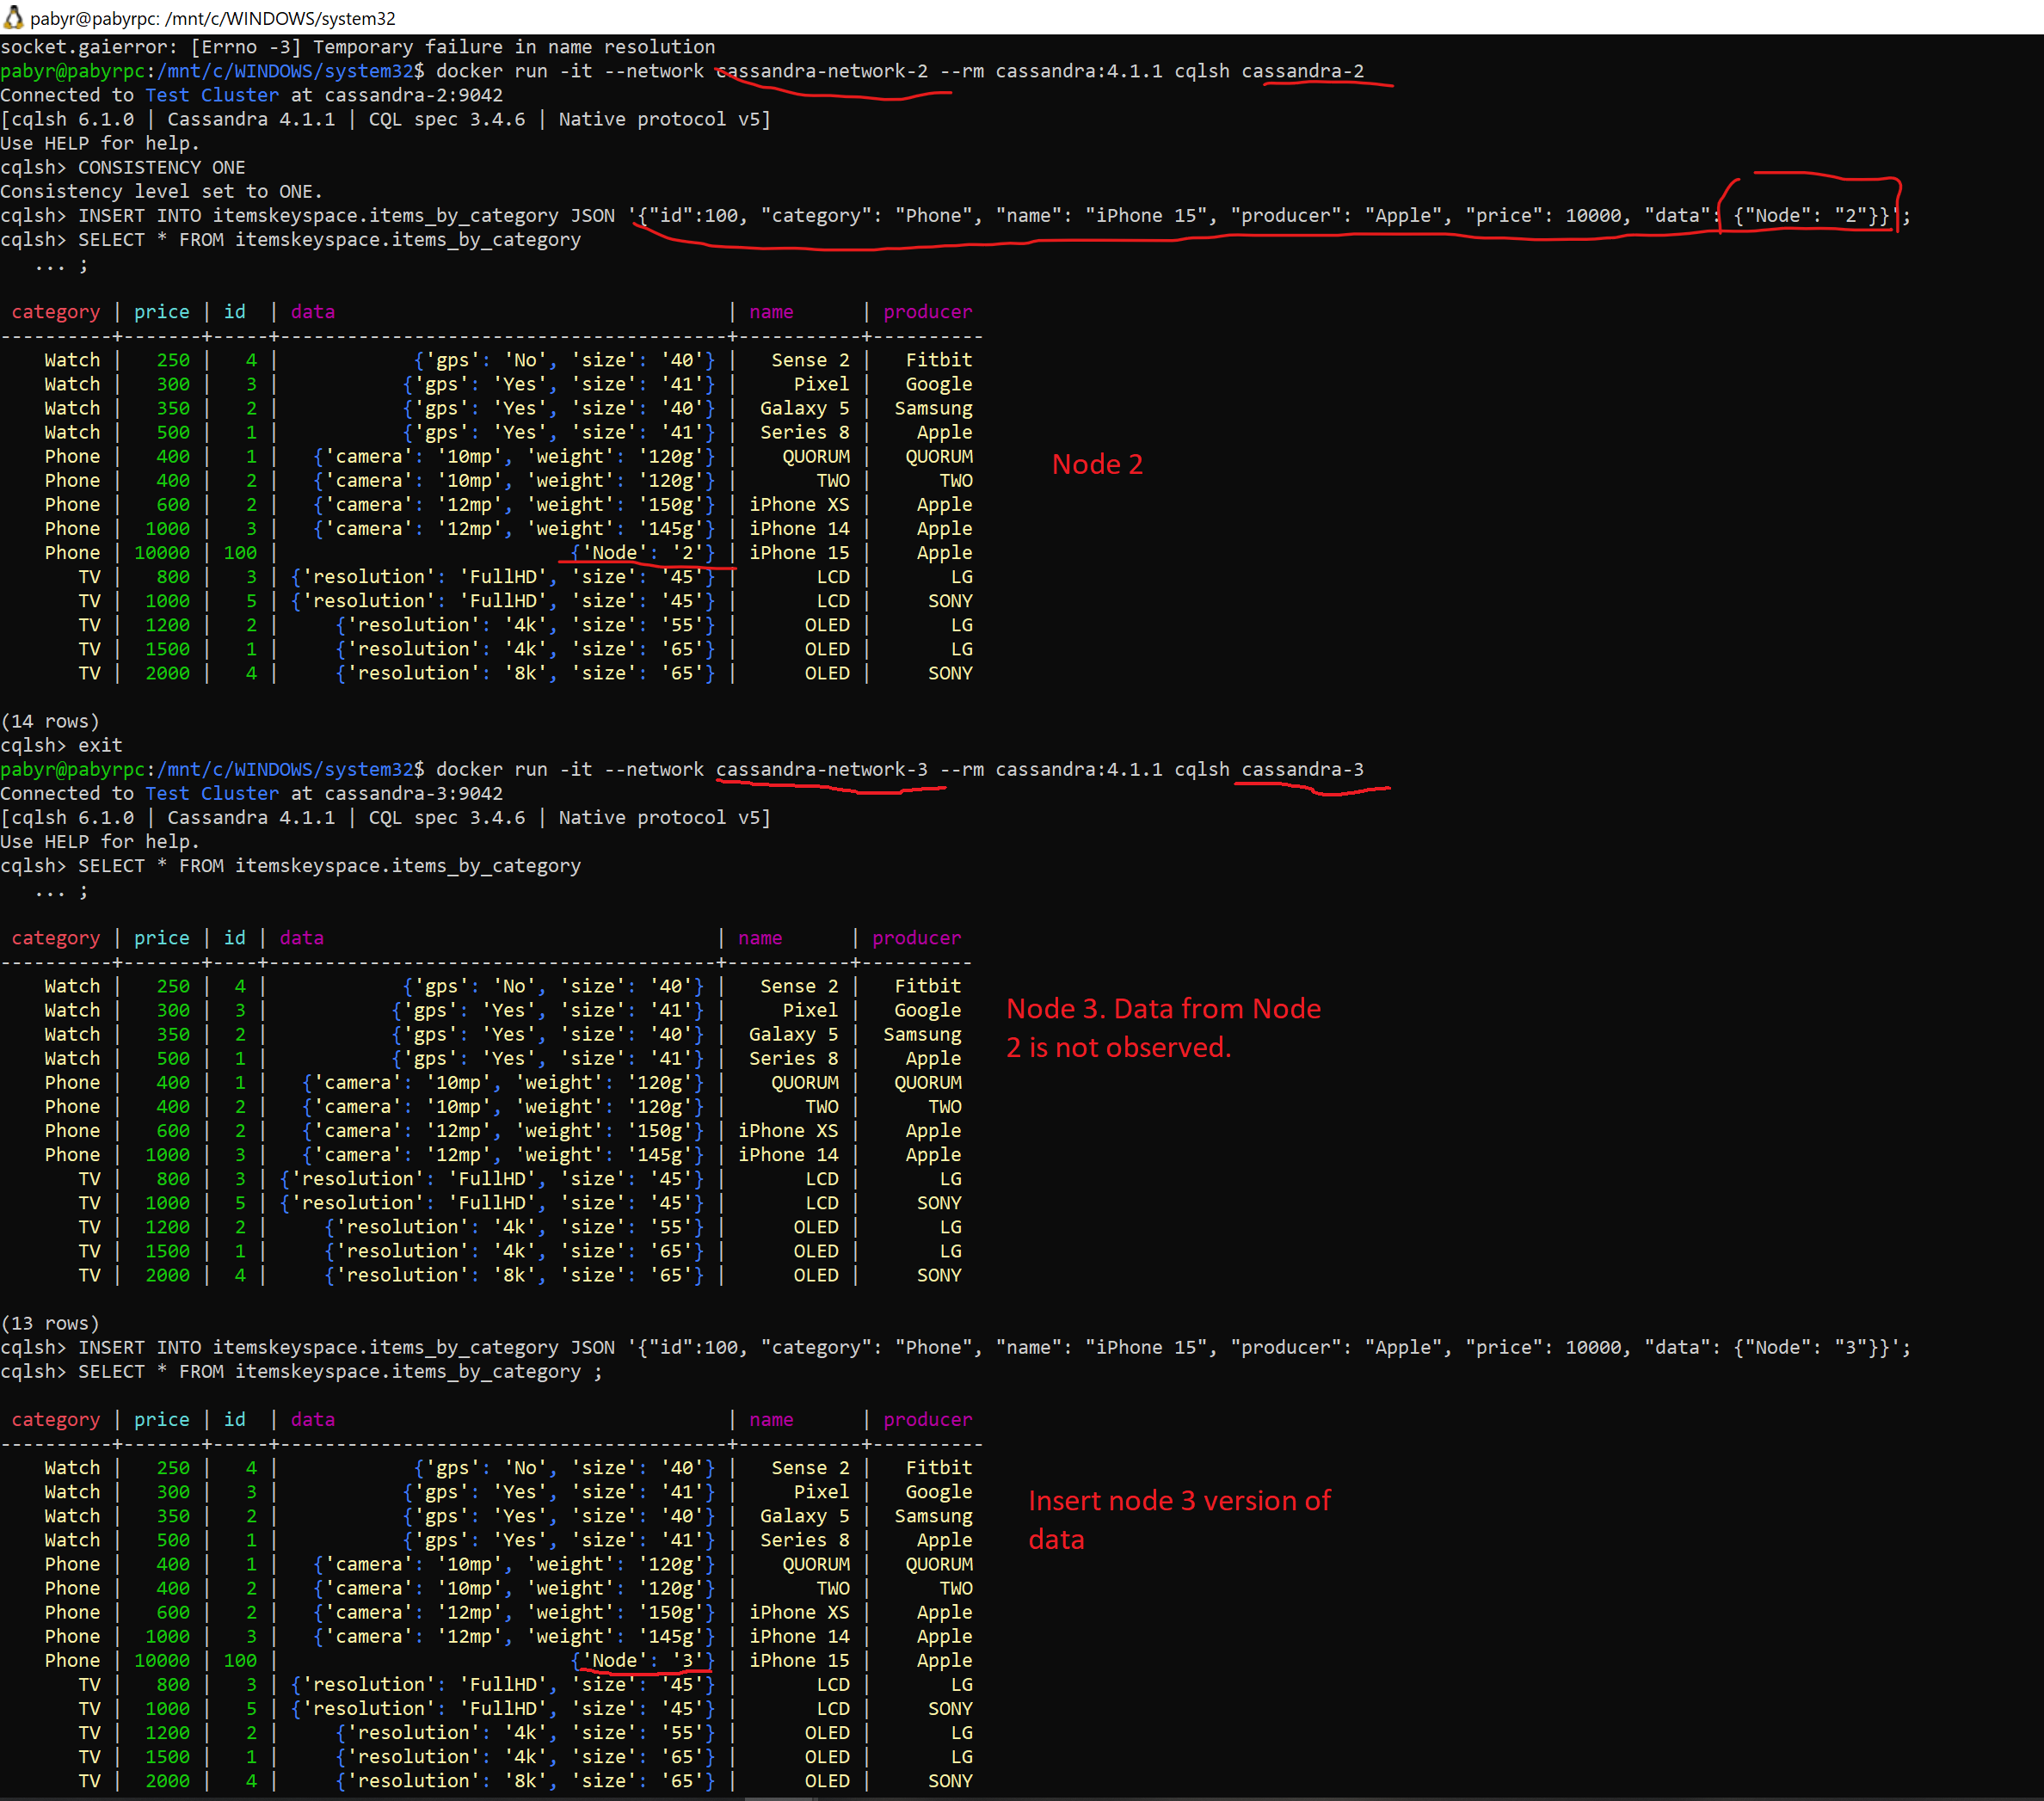 pabyr@pabyrpc: /mnt/c/WINDOWS/system32
socket.gaierror: [Errno -3] Temporary failure in name resolution
pabyr@pabyrpc:/mnt/c/WINDOWS/system32$ docker run -it --network cassandra-network-2 --rm cassandra:4.1.1 cqlsh cassandra-2
Connected to Test Cluster at cassandra-2:9042
[cqlsh 6.1.0 | Cassandra 4.1.1 | CQL spec 3.4.6 | Native protocol v5]
Use HELP for help.
cqlsh> CONSISTENCY ONE
Consistency level set to ONE.
cqlsh> INSERT INTO itemskeyspace.items_by_category JSON '{"id":100, "category": "Phone", "name": "iPhone 15", "producer": "Apple", "price": 10000, "data": {"Node": "2"}}';
cqlsh> SELECT * FROM itemskeyspace.items_by_category
   ... ;
 category | price | id  | data                                   | name      | producer
----------+-------+-----+----------------------------------------+-----------+----------
    Watch |   250 |   4 |            {'gps': 'No', 'size': '40'} |   Sense 2 |   Fitbit
    Watch |   300 |   3 |           {'gps': 'Yes', 'size': '41'} |     Pixel |   Google
    Watch |   350 |   2 |           {'gps': 'Yes', 'size': '40'} |  Galaxy 5 |  Samsung
    Watch |   500 |   1 |           {'gps': 'Yes', 'size': '41'} |  Series 8 |    Apple
    Phone |   400 |   1 |   {'camera': '10mp', 'weight': '120g'} |    QUORUM |   QUORUM
Node 2
    Phone |   400 |   2 |   {'camera': '10mp', 'weight': '120g'} |       TWO |      TWO
    Phone |   600 |   2 |   {'camera': '12mp', 'weight': '150g'} | iPhone XS |    Apple
    Phone |  1000 |   3 |   {'camera': '12mp', 'weight': '145g'} | iPhone 14 |    Apple
    Phone | 10000 | 100 |                          {'Node': '2'} | iPhone 15 |    Apple
       TV |   800 |   3 | {'resolution': 'FullHD', 'size': '45'} |       LCD |       LG
       TV |  1000 |   5 | {'resolution': 'FullHD', 'size': '45'} |       LCD |     SONY
       TV |  1200 |   2 |     {'resolution': '4k', 'size': '55'} |      OLED |       LG
       TV |  1500 |   1 |     {'resolution': '4k', 'size': '65'} |      OLED |       LG
       TV |  2000 |   4 |     {'resolution': '8k', 'size': '65'} |      OLED |     SONY
(14 rows)
cqlsh> exit
pabyr@pabyrpc:/mnt/c/WINDOWS/system32$ docker run -it --network cassandra-network-3 --rm cassandra:4.1.1 cqlsh cassandra-3
Connected to Test Cluster at cassandra-3:9042
[cqlsh 6.1.0 | Cassandra 4.1.1 | CQL spec 3.4.6 | Native protocol v5]
Use HELP for help.
cqlsh> SELECT * FROM itemskeyspace.items_by_category
   ... ;
 category | price | id | data                                   | name      | producer
----------+-------+----+----------------------------------------+-----------+----------
    Watch |   250 |  4 |            {'gps': 'No', 'size': '40'} |   Sense 2 |   Fitbit
    Watch |   300 |  3 |           {'gps': 'Yes', 'size': '41'} |     Pixel |   Google
Node 3. Data from Node
    Watch |   350 |  2 |           {'gps': 'Yes', 'size': '40'} |  Galaxy 5 |  Samsung
2 is not observed.
    Watch |   500 |  1 |           {'gps': 'Yes', 'size': '41'} |  Series 8 |    Apple
    Phone |   400 |  1 |   {'camera': '10mp', 'weight': '120g'} |    QUORUM |   QUORUM
    Phone |   400 |  2 |   {'camera': '10mp', 'weight': '120g'} |       TWO |      TWO
    Phone |   600 |  2 |   {'camera': '12mp', 'weight': '150g'} | iPhone XS |    Apple
    Phone |  1000 |  3 |   {'camera': '12mp', 'weight': '145g'} | iPhone 14 |    Apple
       TV |   800 |  3 | {'resolution': 'FullHD', 'size': '45'} |       LCD |       LG
       TV |  1000 |  5 | {'resolution': 'FullHD', 'size': '45'} |       LCD |     SONY
       TV |  1200 |  2 |     {'resolution': '4k', 'size': '55'} |      OLED |       LG
       TV |  1500 |  1 |     {'resolution': '4k', 'size': '65'} |      OLED |       LG
       TV |  2000 |  4 |     {'resolution': '8k', 'size': '65'} |      OLED |     SONY
(13 rows)
cqlsh> INSERT INTO itemskeyspace.items_by_category JSON '{"id":100, "category": "Phone", "name": "iPhone 15", "producer": "Apple", "price": 10000, "data": {"Node": "3"}}';
cqlsh> SELECT * FROM itemskeyspace.items_by_category ;
 category | price | id  | data                                   | name      | producer
----------+-------+-----+----------------------------------------+-----------+----------
    Watch |   250 |   4 |            {'gps': 'No', 'size': '40'} |   Sense 2 |   Fitbit
    Watch |   300 |   3 |           {'gps': 'Yes', 'size': '41'} |     Pixel |   Google
Insert node 3 version of
    Watch |   350 |   2 |           {'gps': 'Yes', 'size': '40'} |  Galaxy 5 |  Samsung
data
    Watch |   500 |   1 |           {'gps': 'Yes', 'size': '41'} |  Series 8 |    Apple
    Phone |   400 |   1 |   {'camera': '10mp', 'weight': '120g'} |    QUORUM |   QUORUM
    Phone |   400 |   2 |   {'camera': '10mp', 'weight': '120g'} |       TWO |      TWO
    Phone |   600 |   2 |   {'camera': '12mp', 'weight': '150g'} | iPhone XS |    Apple
    Phone |  1000 |   3 |   {'camera': '12mp', 'weight': '145g'} | iPhone 14 |    Apple
    Phone | 10000 | 100 |                          {'Node': '3'} | iPhone 15 |    Apple
       TV |   800 |   3 | {'resolution': 'FullHD', 'size': '45'} |       LCD |       LG
       TV |  1000 |   5 | {'resolution': 'FullHD', 'size': '45'} |       LCD |     SONY
       TV |  1200 |   2 |     {'resolution': '4k', 'size': '55'} |      OLED |       LG
       TV |  1500 |   1 |     {'resolution': '4k', 'size': '65'} |      OLED |       LG
       TV |  2000 |   4 |     {'resolution': '8k', 'size': '65'} |      OLED |     SONY